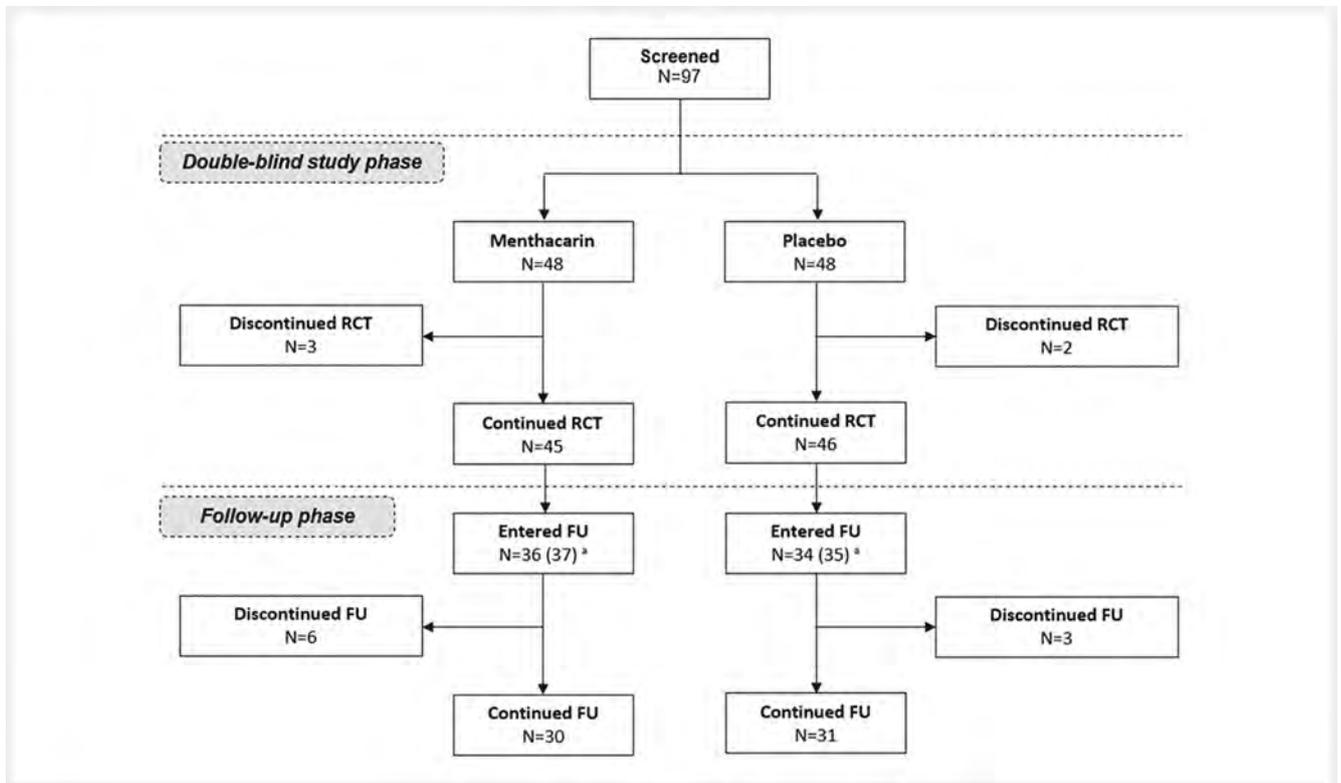 Screened
N=97
Double-blind study phase
Menthacarin
N=48
Placebo
N=48
Discontinued RCT
N=3
Discontinued RCT
N=2
Continued RCT
N=45
Continued RCT
N=46
Follow-up phase
Entered FU
N=36 (37) ª
Entered FU
N=34 (35) ª
Discontinued FU
N=6
Discontinued FU
N=3
Continued FU
N=30
Continued FU
N=31